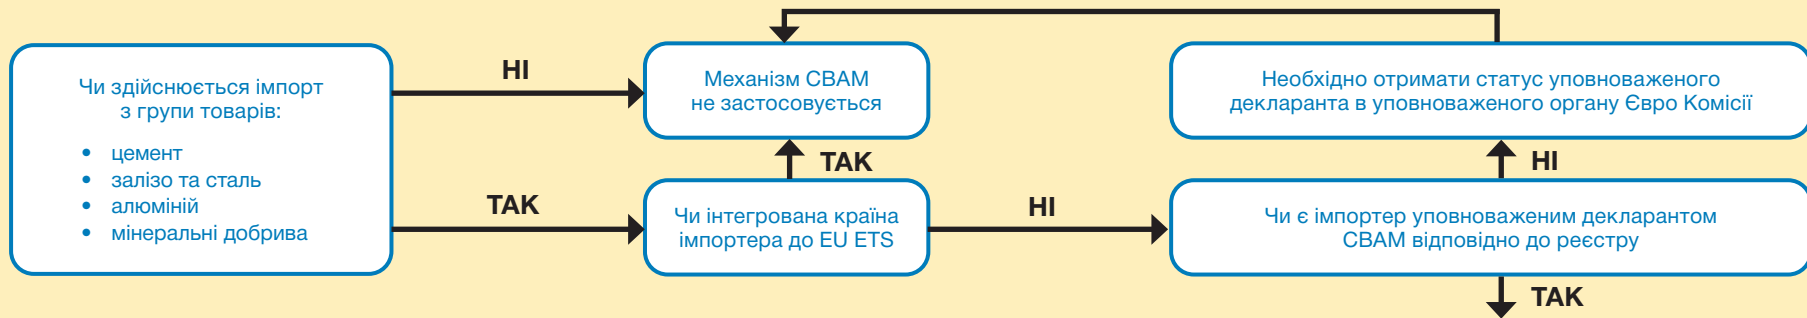 Чи здійснюється імпорт
з групи товарів:
• цемент
• залізо та сталь
• алюміній
• мінеральні добрива
НІ
ТАК
Механізм CBAM
не застосовується
ТАК
Чи інтегрована країна
імпортера до EU ETS
НІ
Необхідно отримати статус уповноваженого
декларанта в уповноваженого органу Євро Комісії
НІ
Чи є імпортер уповноваженим декларантом
CBAM відповідно до реєстру
ТАК